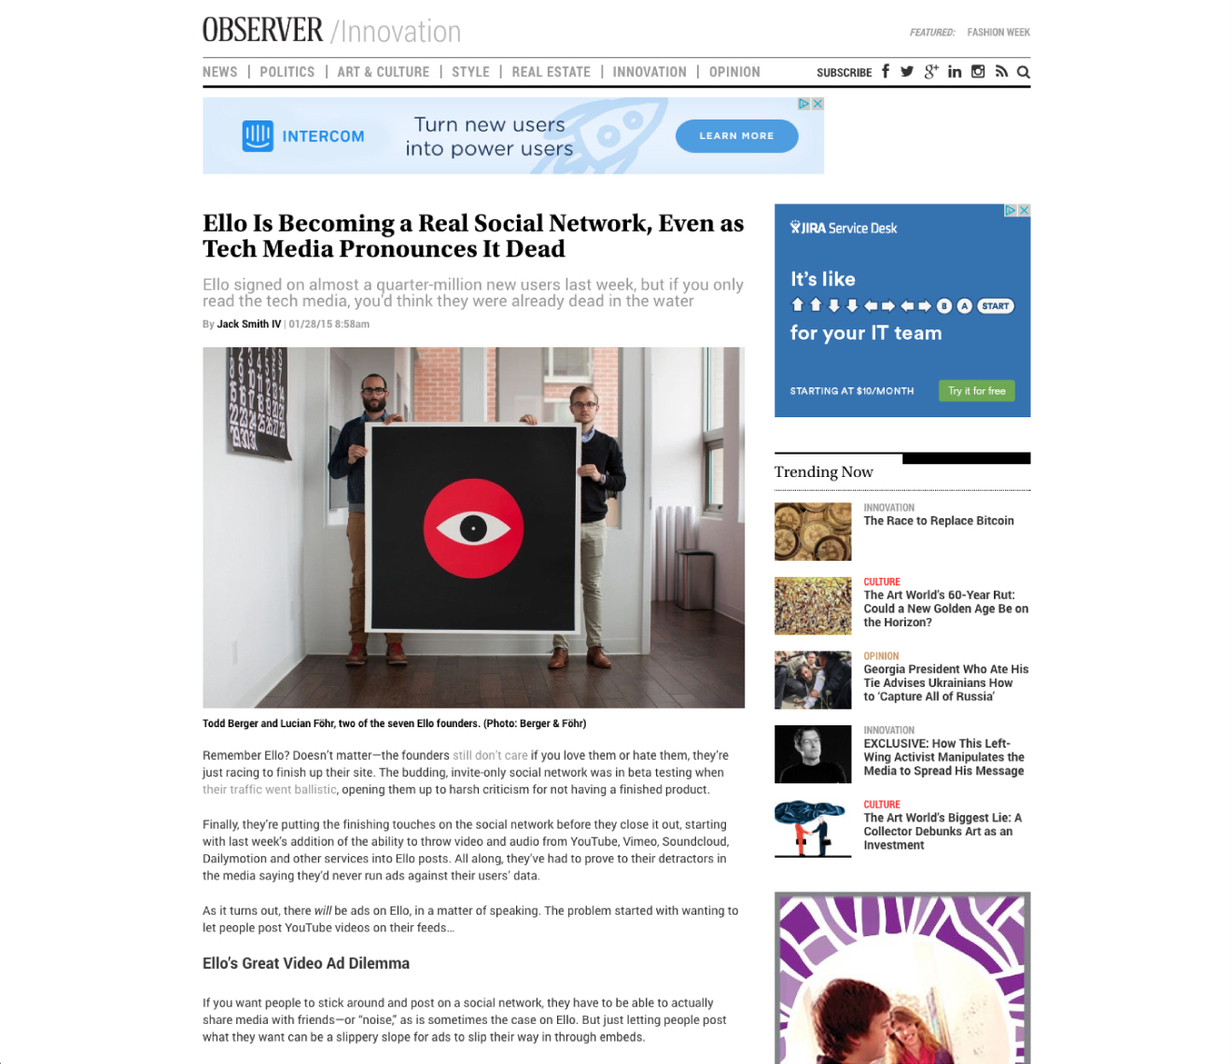 OBSERVER /Innovation
FEATURED: FASHION WEEK
NEWS | POLITICS | ART & CULTURE | STYLE | REAL ESTATE | INNOVATION | OPINION
SUBSCRIBE
INTERCOM
Turn new users
into power users
LEARN MORE
Ello Is Becoming a Real Social Network, Even as
Tech Media Pronounces It Dead
Ello signed on almost a quarter-million new users last week, but if you only
read the tech media, you'd think they were already dead in the water
By Jack Smith IV | 01/28/15 8:58am
Todd Berger and Lucian Föhr, two of the seven Ello founders. (Photo: Berger & Föhr)
Remember Ello? Doesn't matter—the founders still don't care if you love them or hate them, they're
just racing to finish up their site. The budding, invite-only social network was in beta testing when
their traffic went ballistic, opening them up to harsh criticism for not having a finished product.
Finally, they're putting the finishing touches on the social network before they close it out, starting
with last week's addition of the ability to throw video and audio from YouTube, Vimeo, Soundcloud,
Dailymotion and other services into Ello posts. All along, they've had to prove to their detractors in
the media saying they'd never run ads against their users' data.
As it turns out, there will be ads on Ello, in a matter of speaking. The problem started with wanting to
let people post YouTube videos on their feeds…
Ello's Great Video Ad Dilemma
If you want people to stick around and post on a social network, they have to be able to actually
share media with friends—or "noise," as is sometimes the case on Ello. But just letting people post
what they want can be a slippery slope for ads to slip their way in through embeds.
JIRA Service Desk
It's like
B A START
for your IT team
STARTING AT $10/MONTH
Try it for free
Trending Now
INNOVATION
The Race to Replace Bitcoin
CULTURE
The Art World's 60-Year Rut:
Could a New Golden Age Be on
the Horizon?
OPINION
Georgia President Who Ate His
Tie Advises Ukrainians How
to 'Capture All of Russia'
INNOVATION
EXCLUSIVE: How This Left-
Wing Activist Manipulates the
Media to Spread His Message
CULTURE
The Art World's Biggest Lie: A
Collector Debunks Art as an
Investment